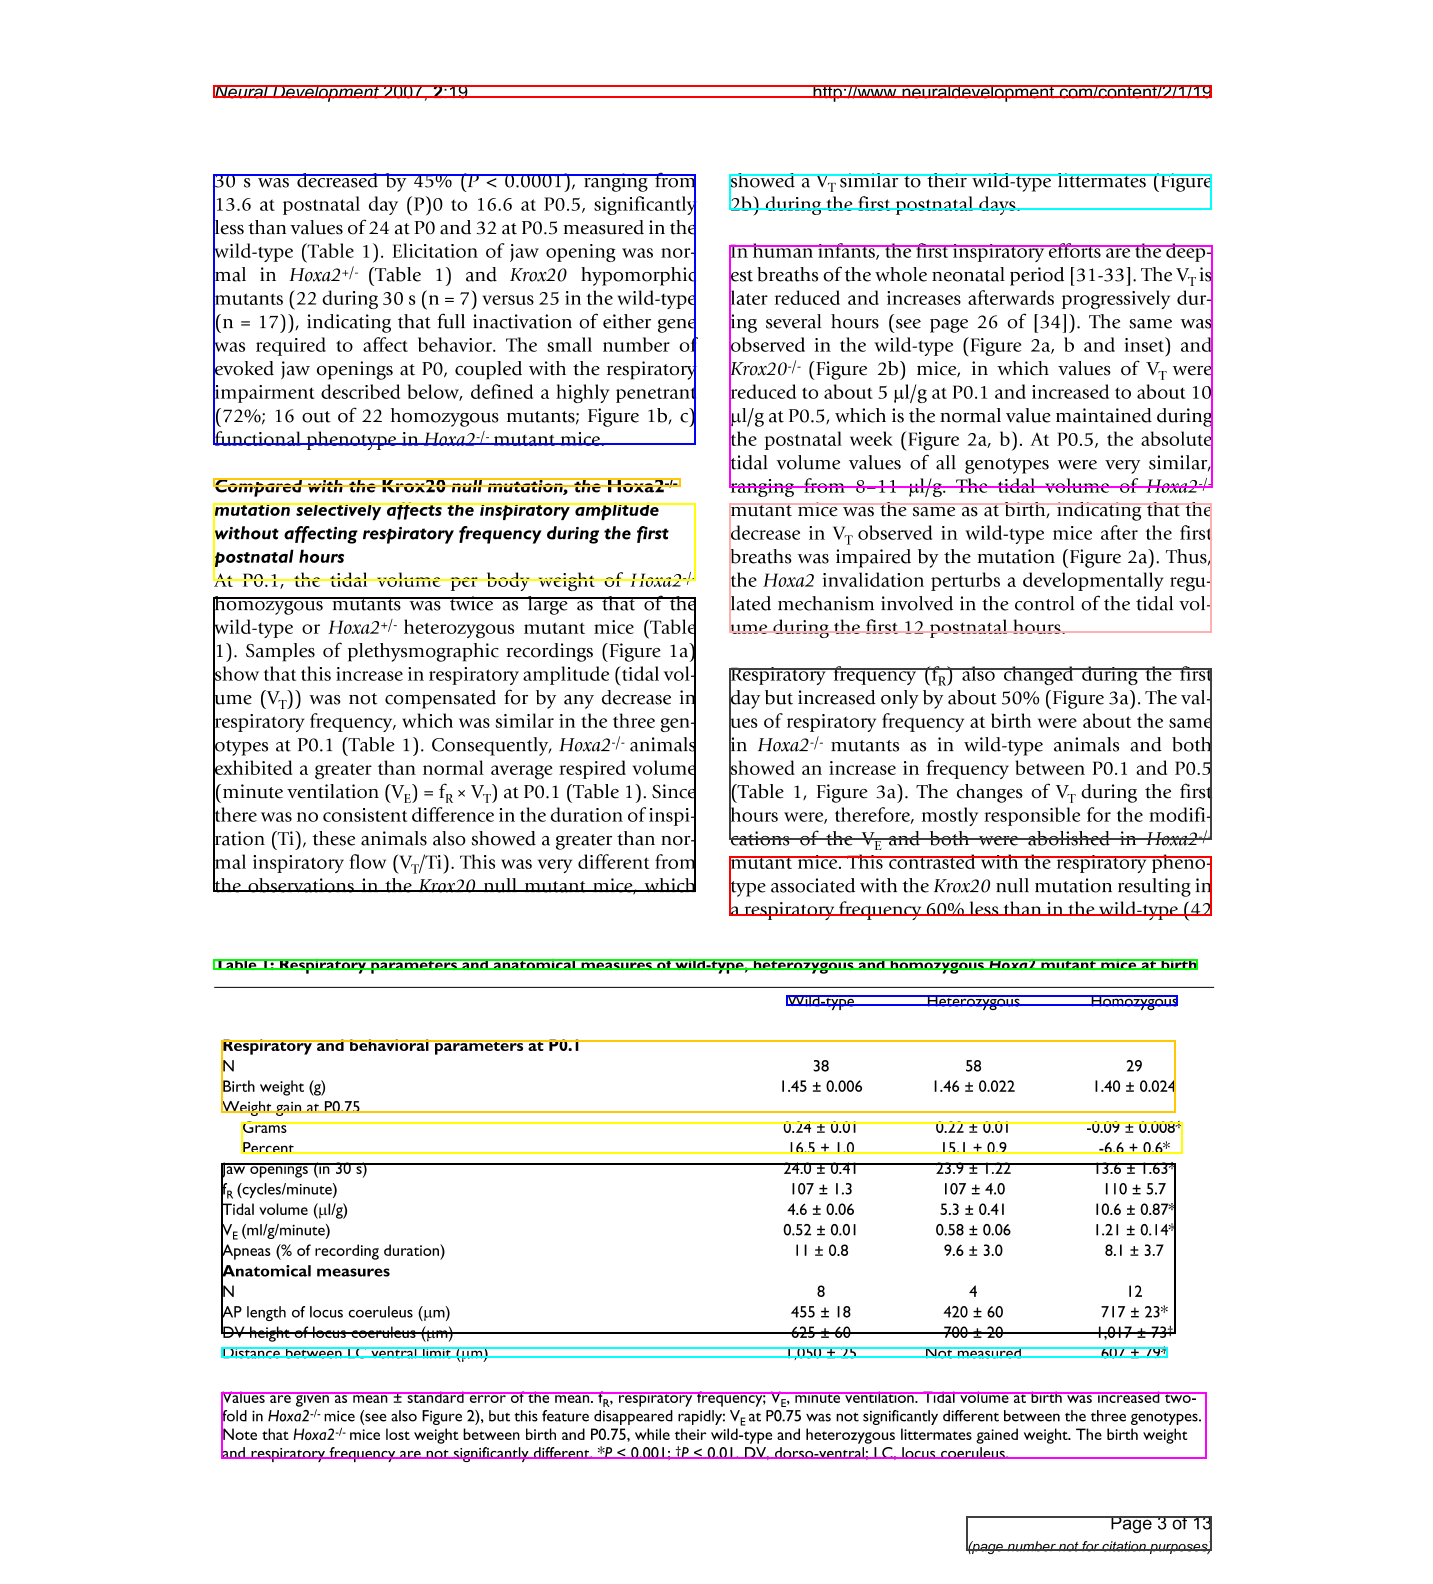 Neural Development 2007, 2:19 http://www.neuraldevelopment.com/content/2/1/19
30 s was decreased by 45% (P < 0.0001), ranging from
13.6 at postnatal day (P)0 to 16.6 at P0.5, significantly
less than values of 24 at P0 and 32 at P0.5 measured in the
wild-type (Table 1). Elicitation of jaw opening was nor-
mal in Hoxa2+/- (Table 1) and Krox20 hypomorphic
mutants (22 during 30 s (n = 7) versus 25 in the wild-type
(n = 17)), indicating that full inactivation of either gene
was required to affect behavior. The small number of
evoked jaw openings at P0, coupled with the respiratory
impairment described below, defined a highly penetrant
(72%; 16 out of 22 homozygous mutants; Figure 1b, c)
functional phenotype in Hoxa2-/- mutant mice.
Compared with the Krox20 null mutation, the Hoxa2-/-
mutation selectively affects the inspiratory amplitude
without affecting respiratory frequency during the first
postnatal hours
At P0.1, the tidal volume per body weight of Hoxa2-/-
homozygous mutants was twice as large as that of the
wild-type or Hoxa2+/- heterozygous mutant mice (Table
1). Samples of plethysmographic recordings (Figure 1a)
show that this increase in respiratory amplitude (tidal vol-
ume (VT)) was not compensated for by any decrease in
respiratory frequency, which was similar in the three gen-
otypes at P0.1 (Table 1). Consequently, Hoxa2-/- animals
exhibited a greater than normal average respired volume
(minute ventilation (VE) = fR × VT) at P0.1 (Table 1). Since
there was no consistent difference in the duration of inspi-
ration (Ti), these animals also showed a greater than nor-
mal inspiratory flow (VT/Ti). This was very different from
the observations in the Krox20 null mutant mice, which
showed a VT similar to their wild-type littermates (Figure
2b) during the first postnatal days.
In human infants, the first inspiratory efforts are the deep-
est breaths of the whole neonatal period [31-33]. The VT is
later reduced and increases afterwards progressively dur-
ing several hours (see page 26 of [34]). The same was
observed in the wild-type (Figure 2a, b and inset) and
Krox20-/- (Figure 2b) mice, in which values of VT were
reduced to about 5 μl/g at P0.1 and increased to about 10
μl/g at P0.5, which is the normal value maintained during
the postnatal week (Figure 2a, b). At P0.5, the absolute
tidal volume values of all genotypes were very similar,
ranging from 8–11 μl/g. The tidal volume of Hoxa2-/-
mutant mice was the same as at birth, indicating that the
decrease in VT observed in wild-type mice after the first
breaths was impaired by the mutation (Figure 2a). Thus,
the Hoxa2 invalidation perturbs a developmentally regu-
lated mechanism involved in the control of the tidal vol-
ume during the first 12 postnatal hours.
Respiratory frequency (fR) also changed during the first
day but increased only by about 50% (Figure 3a). The val-
ues of respiratory frequency at birth were about the same
in Hoxa2-/- mutants as in wild-type animals and both
showed an increase in frequency between P0.1 and P0.5
(Table 1, Figure 3a). The changes of VT during the first
hours were, therefore, mostly responsible for the modifi-
cations of the VE and both were abolished in Hoxa2-/-
mutant mice. This contrasted with the respiratory pheno-
type associated with the Krox20 null mutation resulting in
a respiratory frequency 60% less than in the wild-type (42
Table 1: Respiratory parameters and anatomical measures of wild-type, heterozygous and homozygous Hoxa2 mutant mice at birth
Wild-type Heterozygous Homozygous
Respiratory and behavioral parameters at P0.1
N 38 58 29
Birth weight (g) 1.45 ± 0.006 1.46 ± 0.022 1.40 ± 0.024
Weight gain at P0.75
Grams 0.24 ± 0.01 0.22 ± 0.01 -0.09 ± 0.008*
Percent 16.5 ± 1.0 15.1 ± 0.9 -6.6 ± 0.6*
Jaw openings (in 30 s) 24.0 ± 0.41 23.9 ± 1.22 13.6 ± 1.63*
fR (cycles/minute) 107 ± 1.3 107 ± 4.0 110 ± 5.7
Tidal volume (μl/g) 4.6 ± 0.06 5.3 ± 0.41 10.6 ± 0.87*
VE (ml/g/minute) 0.52 ± 0.01 0.58 ± 0.06 1.21 ± 0.14*
Apneas (% of recording duration) 11 ± 0.8 9.6 ± 3.0 8.1 ± 3.7
Anatomical measures
N 8 4 12
AP length of locus coeruleus (μm) 455 ± 18 420 ± 60 717 ± 23*
DV height of locus coeruleus (μm) 625 ± 60 700 ± 20 1,017 ± 73†
Distance between LC ventral limit (μm) 1,050 ± 25 Not measured 607 ± 79*
Values are given as mean ± standard error of the mean. fR, respiratory frequency; VE, minute ventilation. Tidal volume at birth was increased two-
fold in Hoxa2-/- mice (see also Figure 2), but this feature disappeared rapidly: VE at P0.75 was not significantly different between the three genotypes.
Note that Hoxa2-/- mice lost weight between birth and P0.75, while their wild-type and heterozygous littermates gained weight. The birth weight
and respiratory frequency are not significantly different. *P < 0.001; †P < 0.01. DV, dorso-ventral; LC, locus coeruleus.
Page 3 of 13
(page number not for citation purposes)